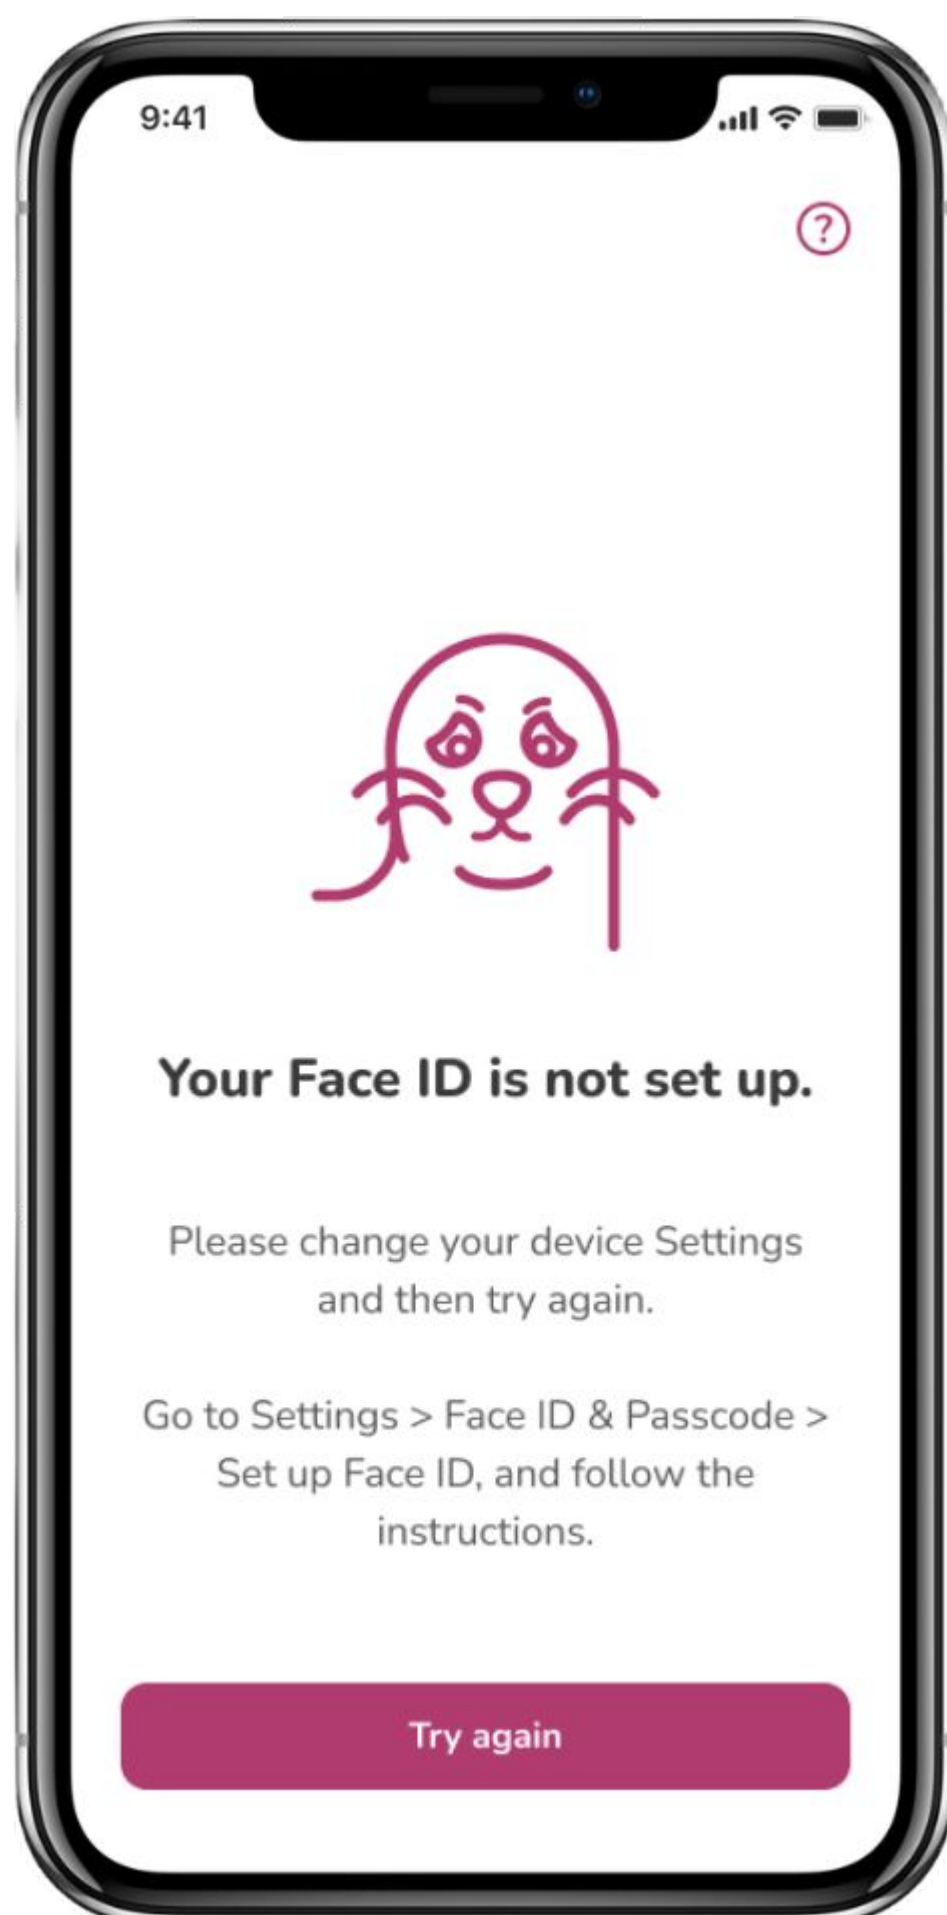 9:41
?
Your Face ID is not set up.
Please change your device Settings
and then try again.
Go to Settings > Face ID & Passcode >
Set up Face ID, and follow the
instructions.
Try again